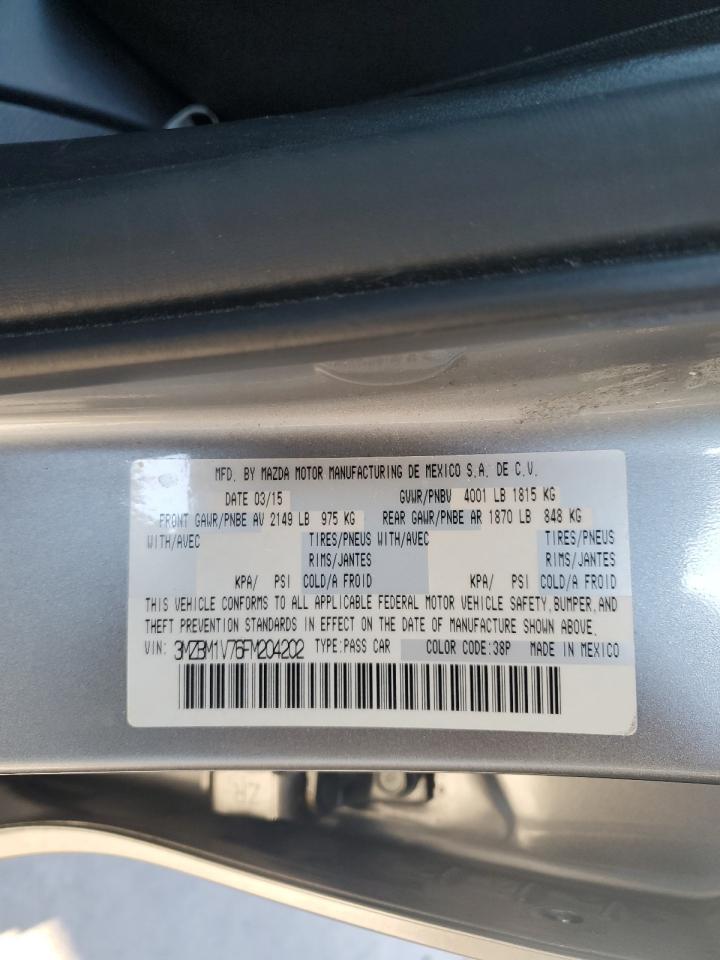 MFD. BY MAZDA MOTOR MANUFACTURING DE MEXICO S.A. DE C.V.
DATE 03/15 GVWR/PNBV 4001 LB 1815 KG
FRONT GAWR/PNBE AV 2149 LB 975 KG REAR GAWR/PNBE AR 1870 LB 848 KG
WITH/AVEC TIRES/PNEUS WITH/AVEC TIRES/PNEUS
RIMS/JANTES RIMS/JANTES
KPA/ PSI COLD/A FROID KPA/ PSI COLD/A FROID
THIS VEHICLE CONFORMS TO ALL APPLICABLE FEDERAL MOTOR VEHICLE SAFETY, BUMPER, AND
THEFT PREVENTION STANDARDS IN EFFECT ON THE DATE OF MANUFACTURE SHOWN ABOVE.
VIN: 3MZBM1V76FM204202 TYPE:PASS CAR COLOR CODE:38P MADE IN MEXICO
ZR